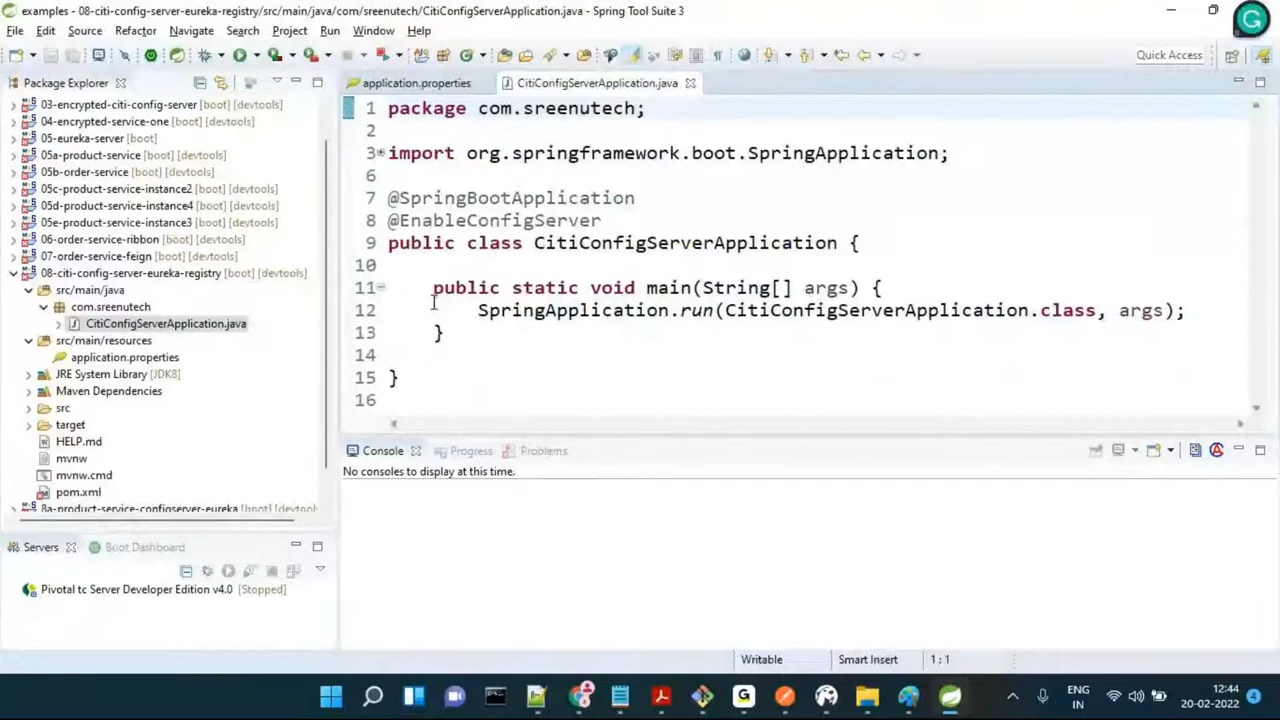 examples - 08-citi-config-server-eureka-registry/src/main/java/com/sreenutech/CitiConfigServerApplication.java - Spring Tool Suite 3
File Edit Source Refactor Navigate Search Project Run Window Help
Quick Access
Package Explorer
03-encrypted-citi-config-server [boot] [devtools]
04-encrypted-service-one [boot] [devtools]
05-eureka-server [boot]
05a-product-service [boot] [devtools]
05b-order-service [boot] [devtools]
05c-product-service-instance2 [boot] [devtools]
05d-product-service-instance4 [boot] [devtools]
05e-product-service-instance3 [boot] [devtools]
06-order-service-ribbon [boot] [devtools]
07-order-service-feign [boot] [devtools]
08-citi-config-server-eureka-registry [boot] [devtools]
src/main/java
com.sreenutech
CitiConfigServerApplication.java
src/main/resources
application.properties
JRE System Library [JDK8]
Maven Dependencies
src
target
HELP.md
mvnw
mvnw.cmd
pom.xml
8a-product-service-configserver-eureka [boot] [devtools]
Servers Boot Dashboard
Pivotal tc Server Developer Edition v4.0 [Stopped]
application.properties CitiConfigServerApplication.java
1 package com.sreenutech;
2
3 import org.springframework.boot.SpringApplication;
6
7 @SpringBootApplication
8 @EnableConfigServer
9 public class CitiConfigServerApplication {
10
11 public static void main(String[] args) {
12 SpringApplication.run(CitiConfigServerApplication.class, args);
13 }
14
15 }
16
Console Progress Problems
No consoles to display at this time.
Writable Smart Insert 1 : 1
ENG
IN
12:44
20-02-2022
4